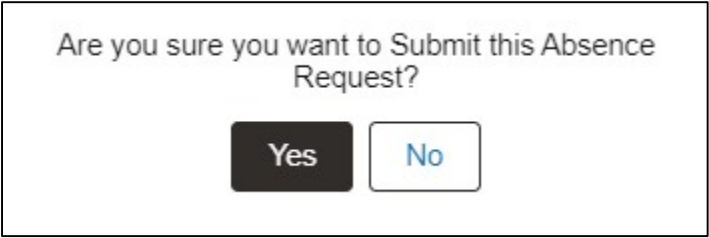 Are you sure you want to Submit this Absence
Request?
Yes
No